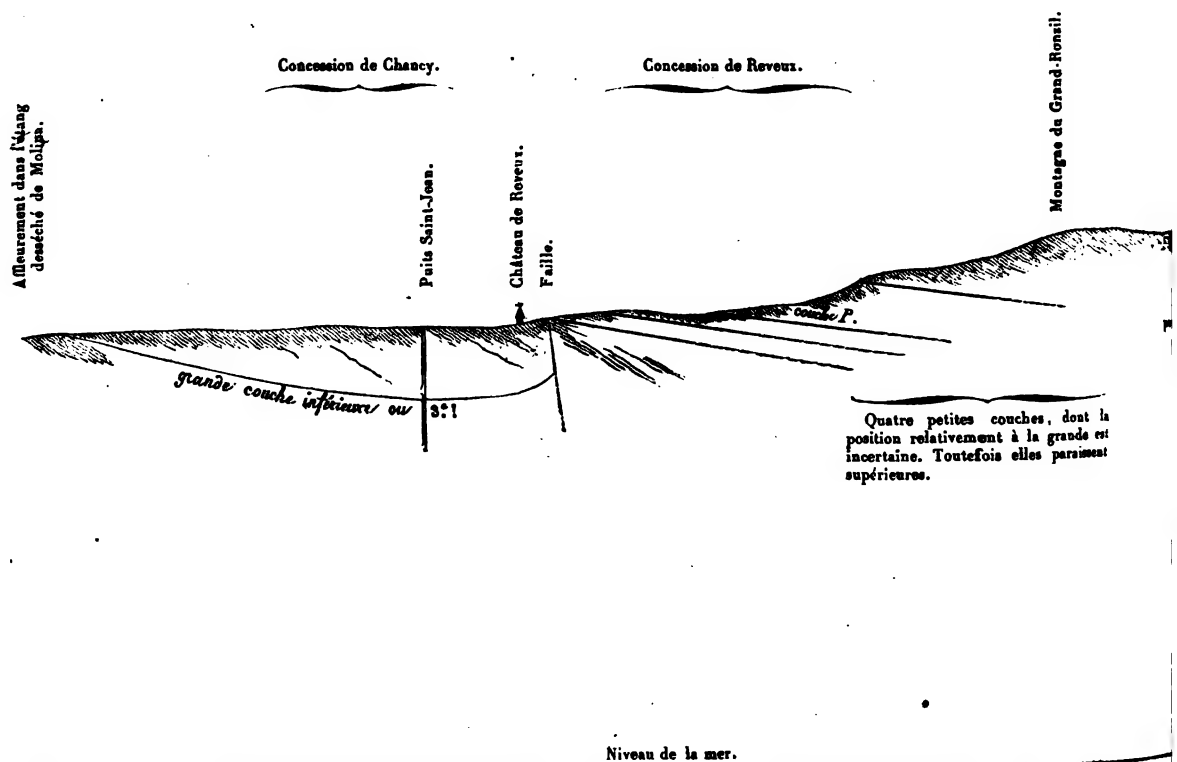 Concession de Chancy.
Concession de Reveux.
Montagne du Grand-Ronzil.
Affleurement dans l'étang
desséché de Molina.
Puits Saint-Jean.
Château de Reveux.
Faille.
couche P.
grande couche inférieure ou 3.e !
Quatre petites couches, dont la
position relativement à la grande est
incertaine. Toutefois elles paraissent
supérieures.
Niveau de la mer.